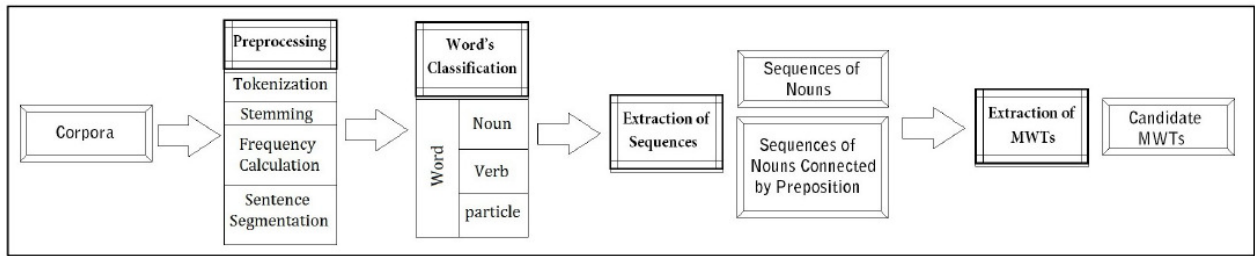 Corpora
Preprocessing
Tokenization
Stemming
Frequency
Calculation
Sentence
Segmentation
Word's
Classification
Word
Noun
Verb
particle
Extraction of
Sequences
Sequences of
Nouns
Sequences of
Nouns Connected
by Preposition
Extraction of
MWTs
Candidate
MWTs